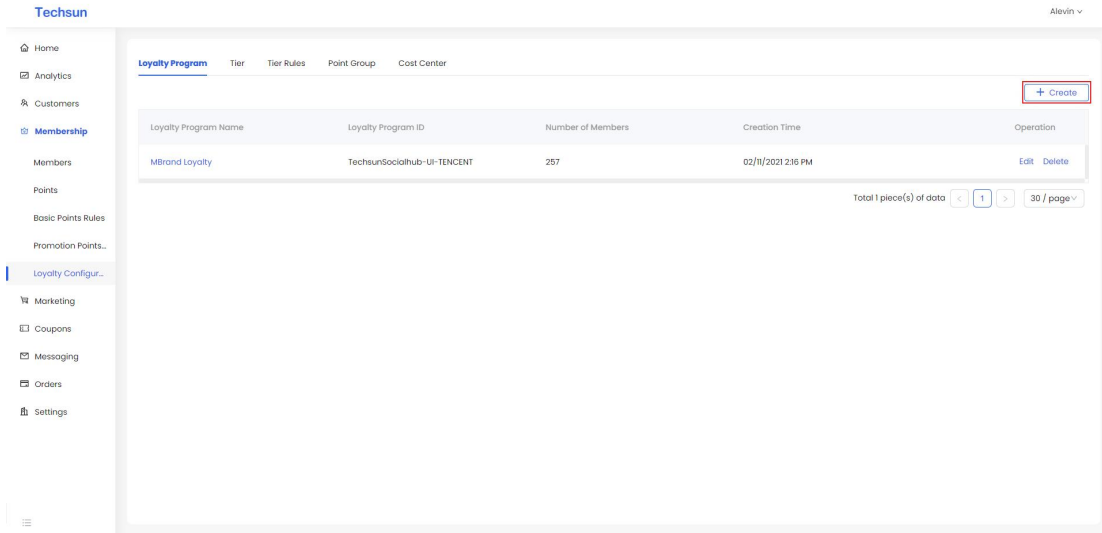 Techsun
Alevin
Home
Analytics
Customers
Membership
Members
Points
Basic Points Rules
Promotion Points...
Loyalty Configur...
Marketing
Coupons
Messaging
Orders
Settings
Loyalty Program Tier Tier Rules Point Group Cost Center
+ Create
Loyalty Program Name Loyalty Program ID Number of Members Creation Time Operation
MBrand Loyalty TechsunSocialhub-UI-TENCENT 257 02/11/2021 2:16 PM Edit Delete
Total 1 piece(s) of data < 1 > 30 / page